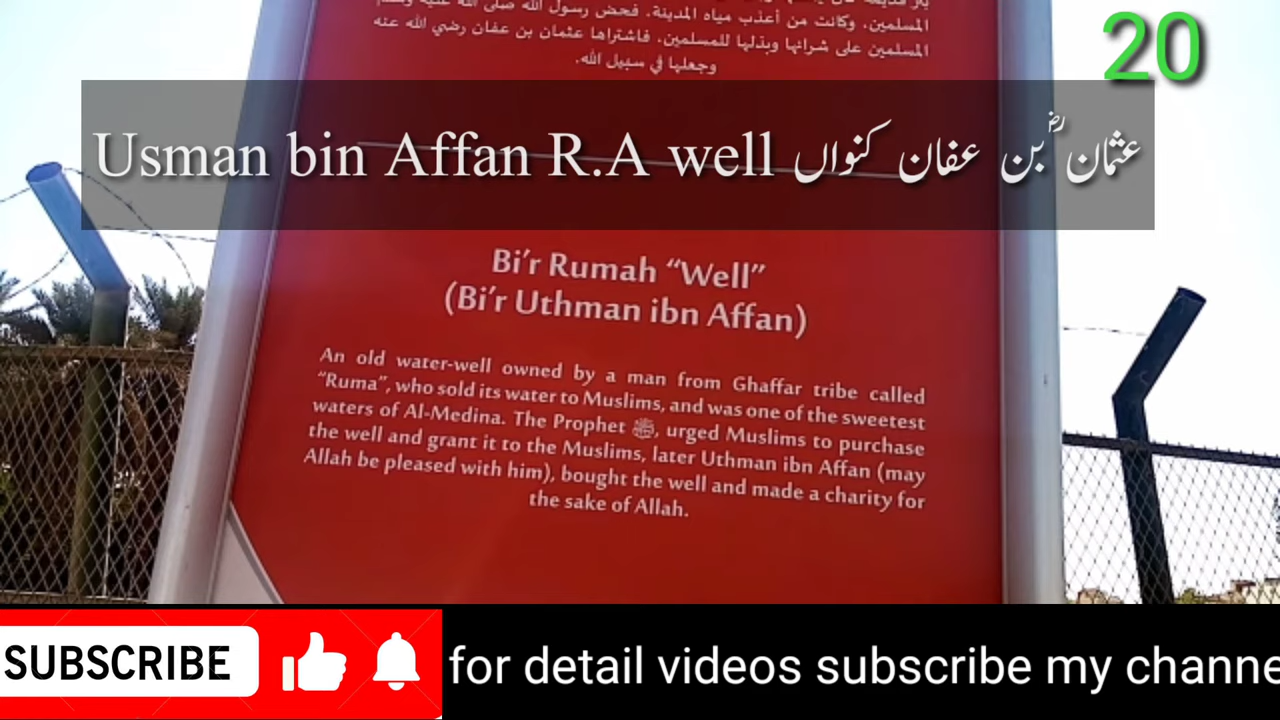 المسلمين، وكانت من أعذب مياه المدينة. فحض رسول الله صلى الله عليه وسلم
المسلمين على شرائها وبذلها للمسلمين، فاشتراها عثمان بن عفان رضي الله عنه
وجعلها في سبيل الله.
20
Usman bin Affan R.A well عثمانؓ بن عفان کنواں
Bi’r Rumah “Well”
(Bi’r Uthman ibn Affan)
An old water-well owned by a man from Ghaffar tribe called
“Ruma”, who sold its water to Muslims, and was one of the sweetest
waters of Al-Medina. The Prophet ﷺ, urged Muslims to purchase
the well and grant it to the Muslims, later Uthman ibn Affan (may
Allah be pleased with him), bought the well and made a charity for
the sake of Allah.
SUBSCRIBE
for detail videos subscribe my channe